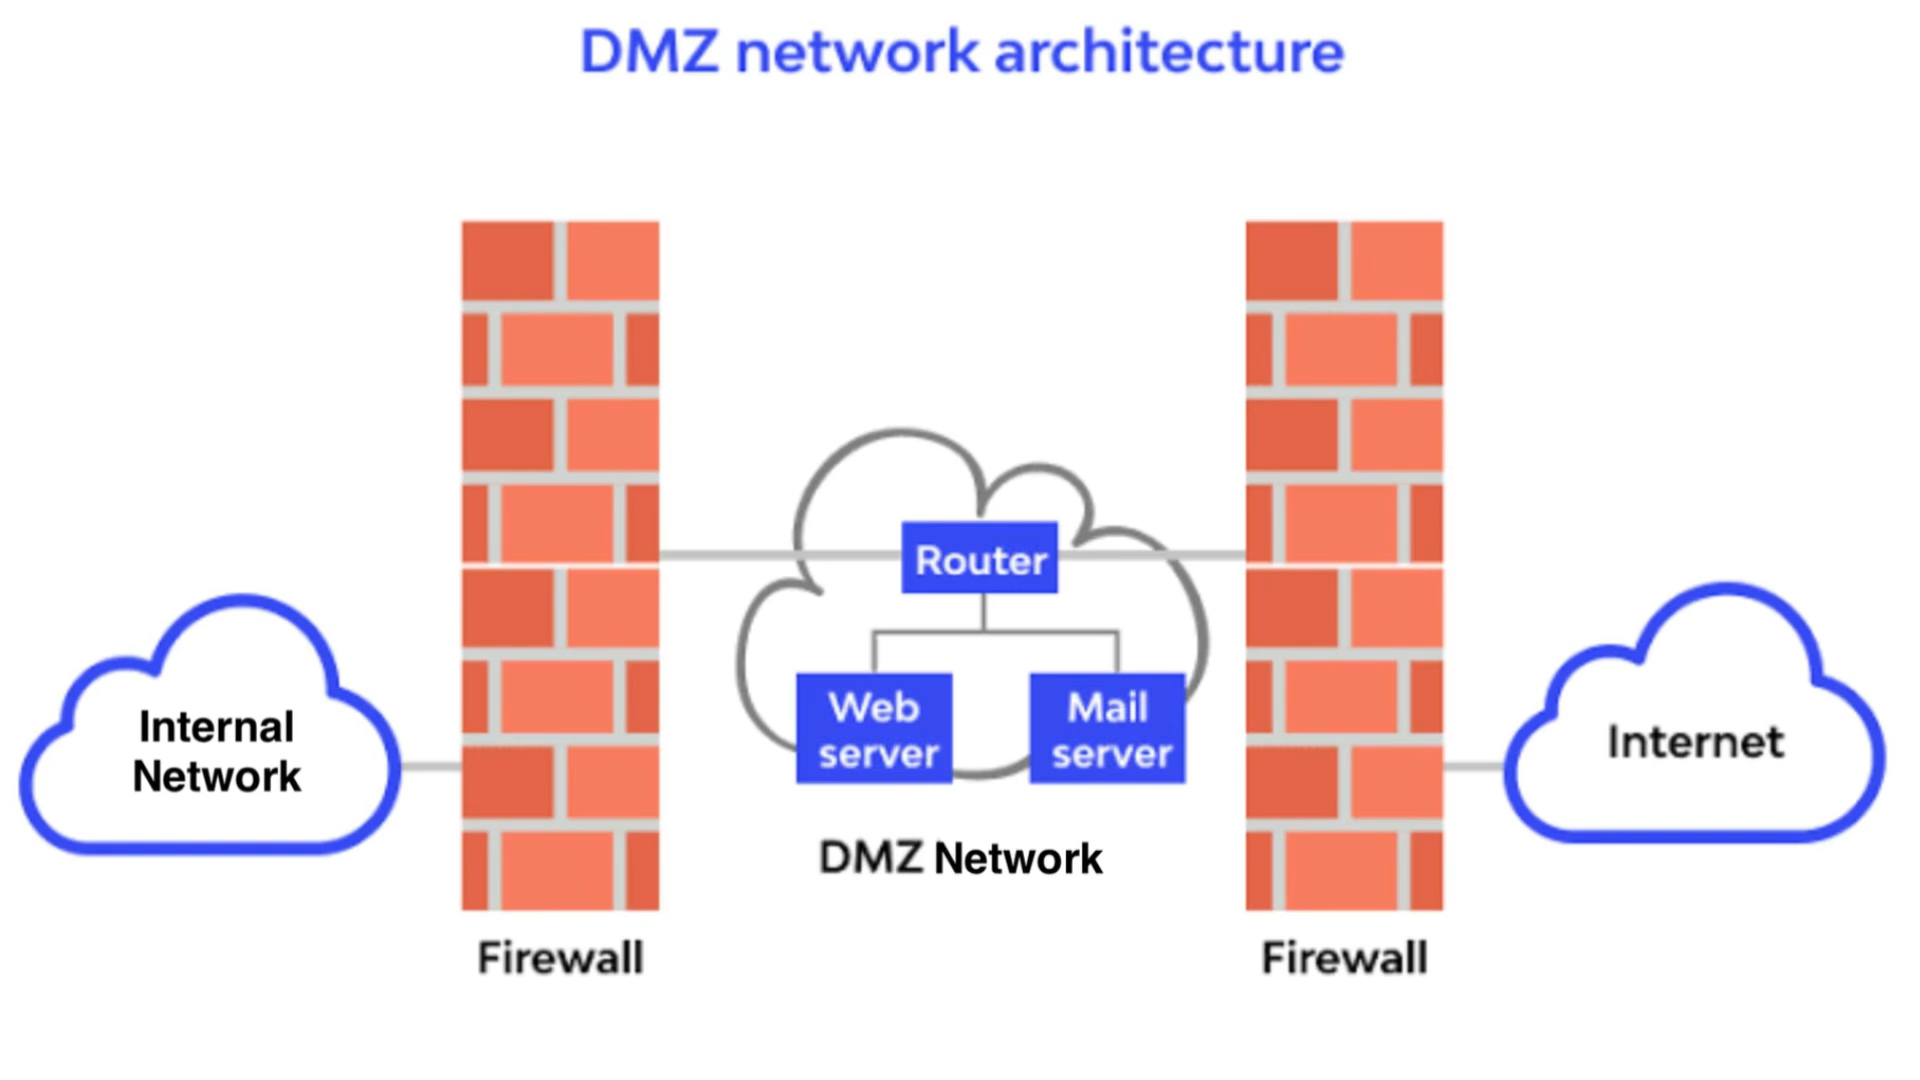 DMZ network architecture
Router
Web
server
Mail
server
Internal
Network
Internet
DMZ Network
Firewall
Firewall